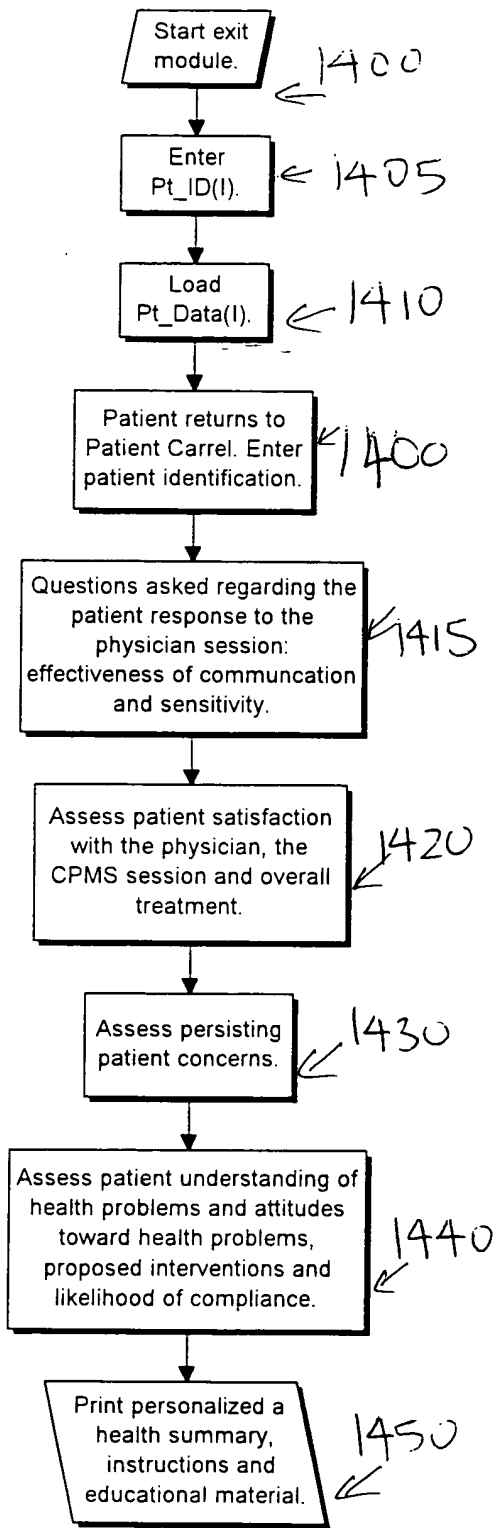 Start exit
module.
1400
Enter
Pt_ID(I).
1405
Load
Pt_Data(I).
1410
Patient returns to
Patient Carrel. Enter
patient identification.
1400
Questions asked regarding the
patient response to the
physician session:
effectiveness of communcation
and sensitivity.
1415
Assess patient satisfaction
with the physician, the
CPMS session and overall
treatment.
1420
Assess persisting
patient concerns.
1430
Assess patient understanding of
health problems and attitudes
toward health problems,
proposed interventions and
likelihood of compliance.
1440
Print personalized a
health summary,
instructions and
educational material.
1450